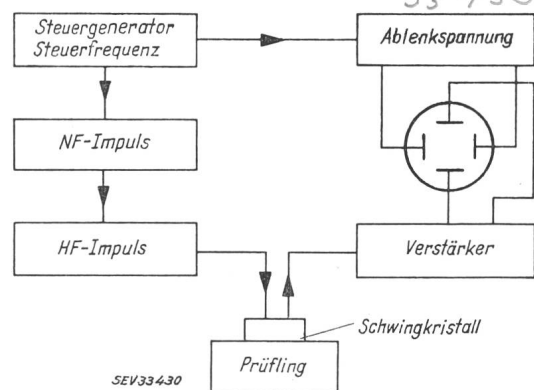 Steuergenerator
Steuerfrequenz
Ablenkspannung
NF-Impuls
HF-Impuls
Verstärker
Schwingkristall
Prüfling
SEV33430